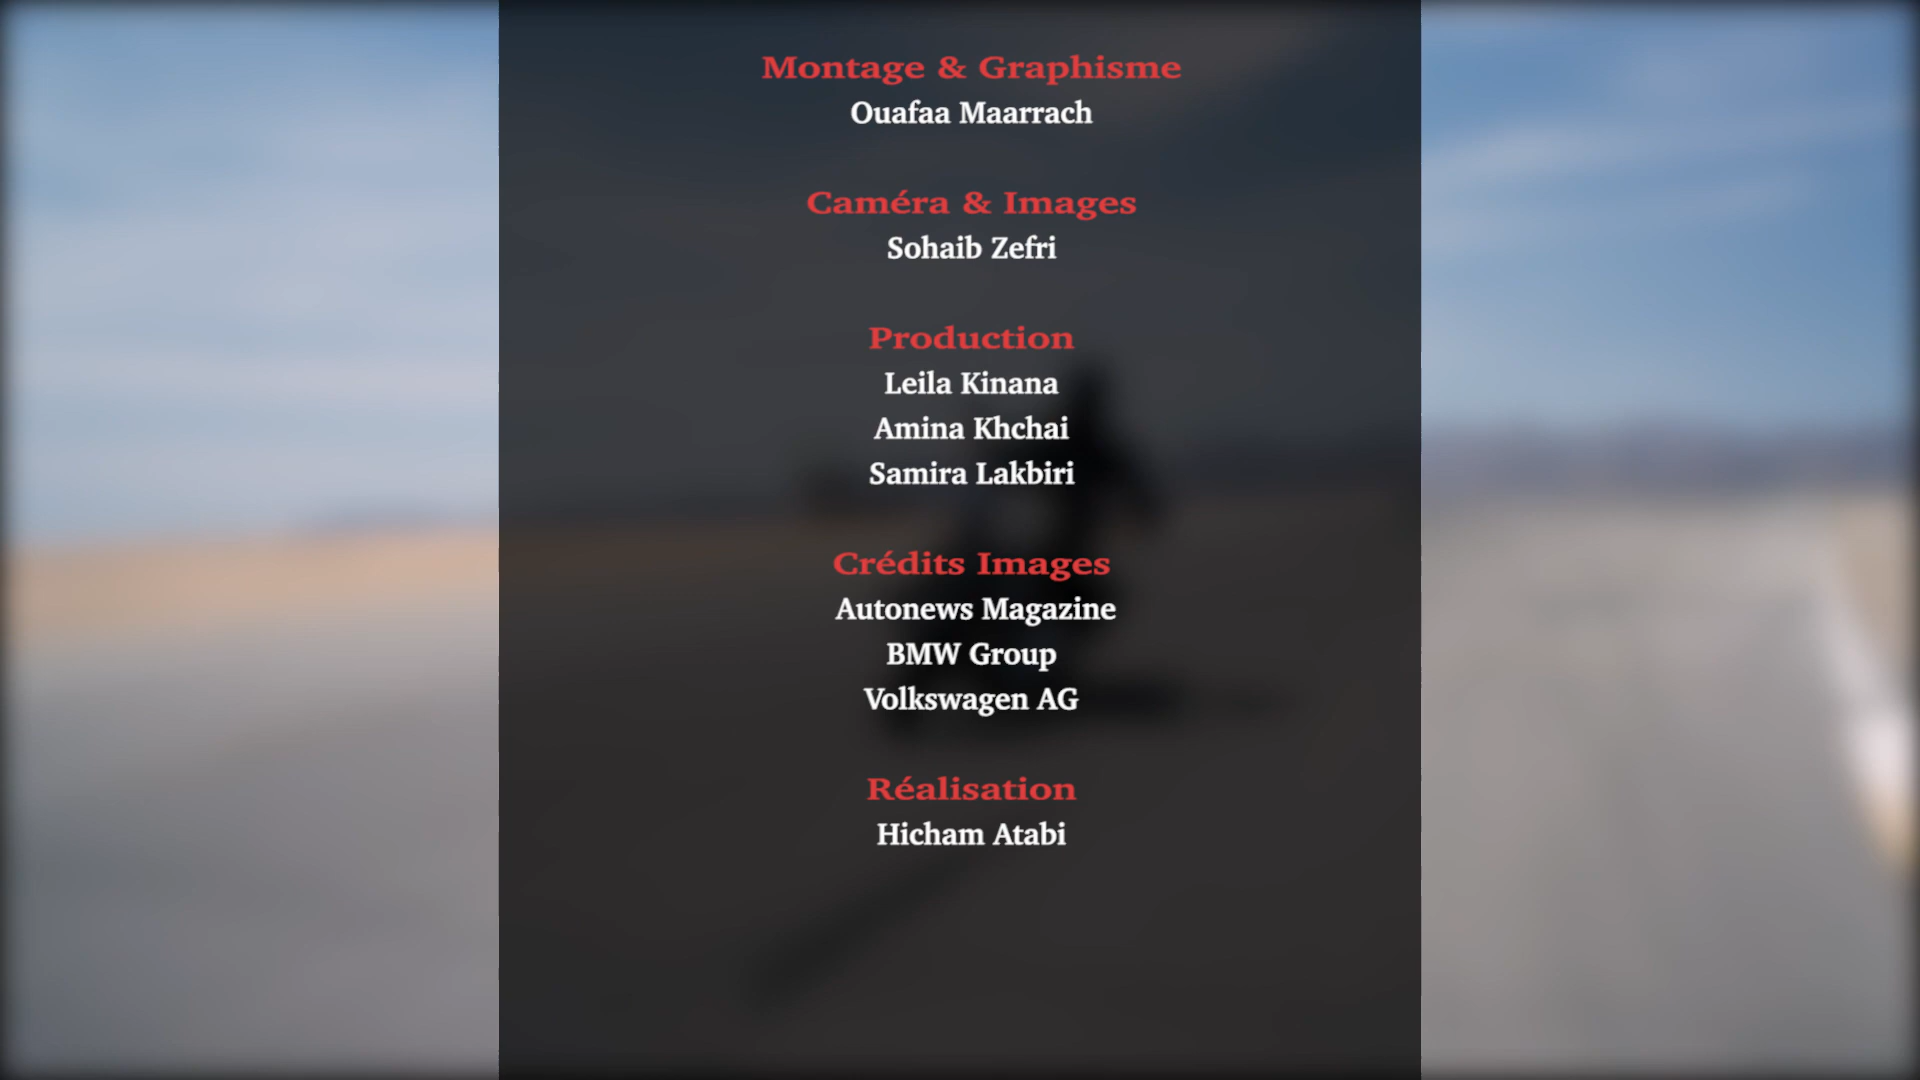 Montage & Graphisme
Ouafaa Maarrach
Caméra & Images
Sohaib Zefri
Production
Leila Kinana
Amina Khchai
Samira Lakbiri
Crédits Images
Autonews Magazine
BMW Group
Volkswagen AG
Réalisation
Hicham Atabi